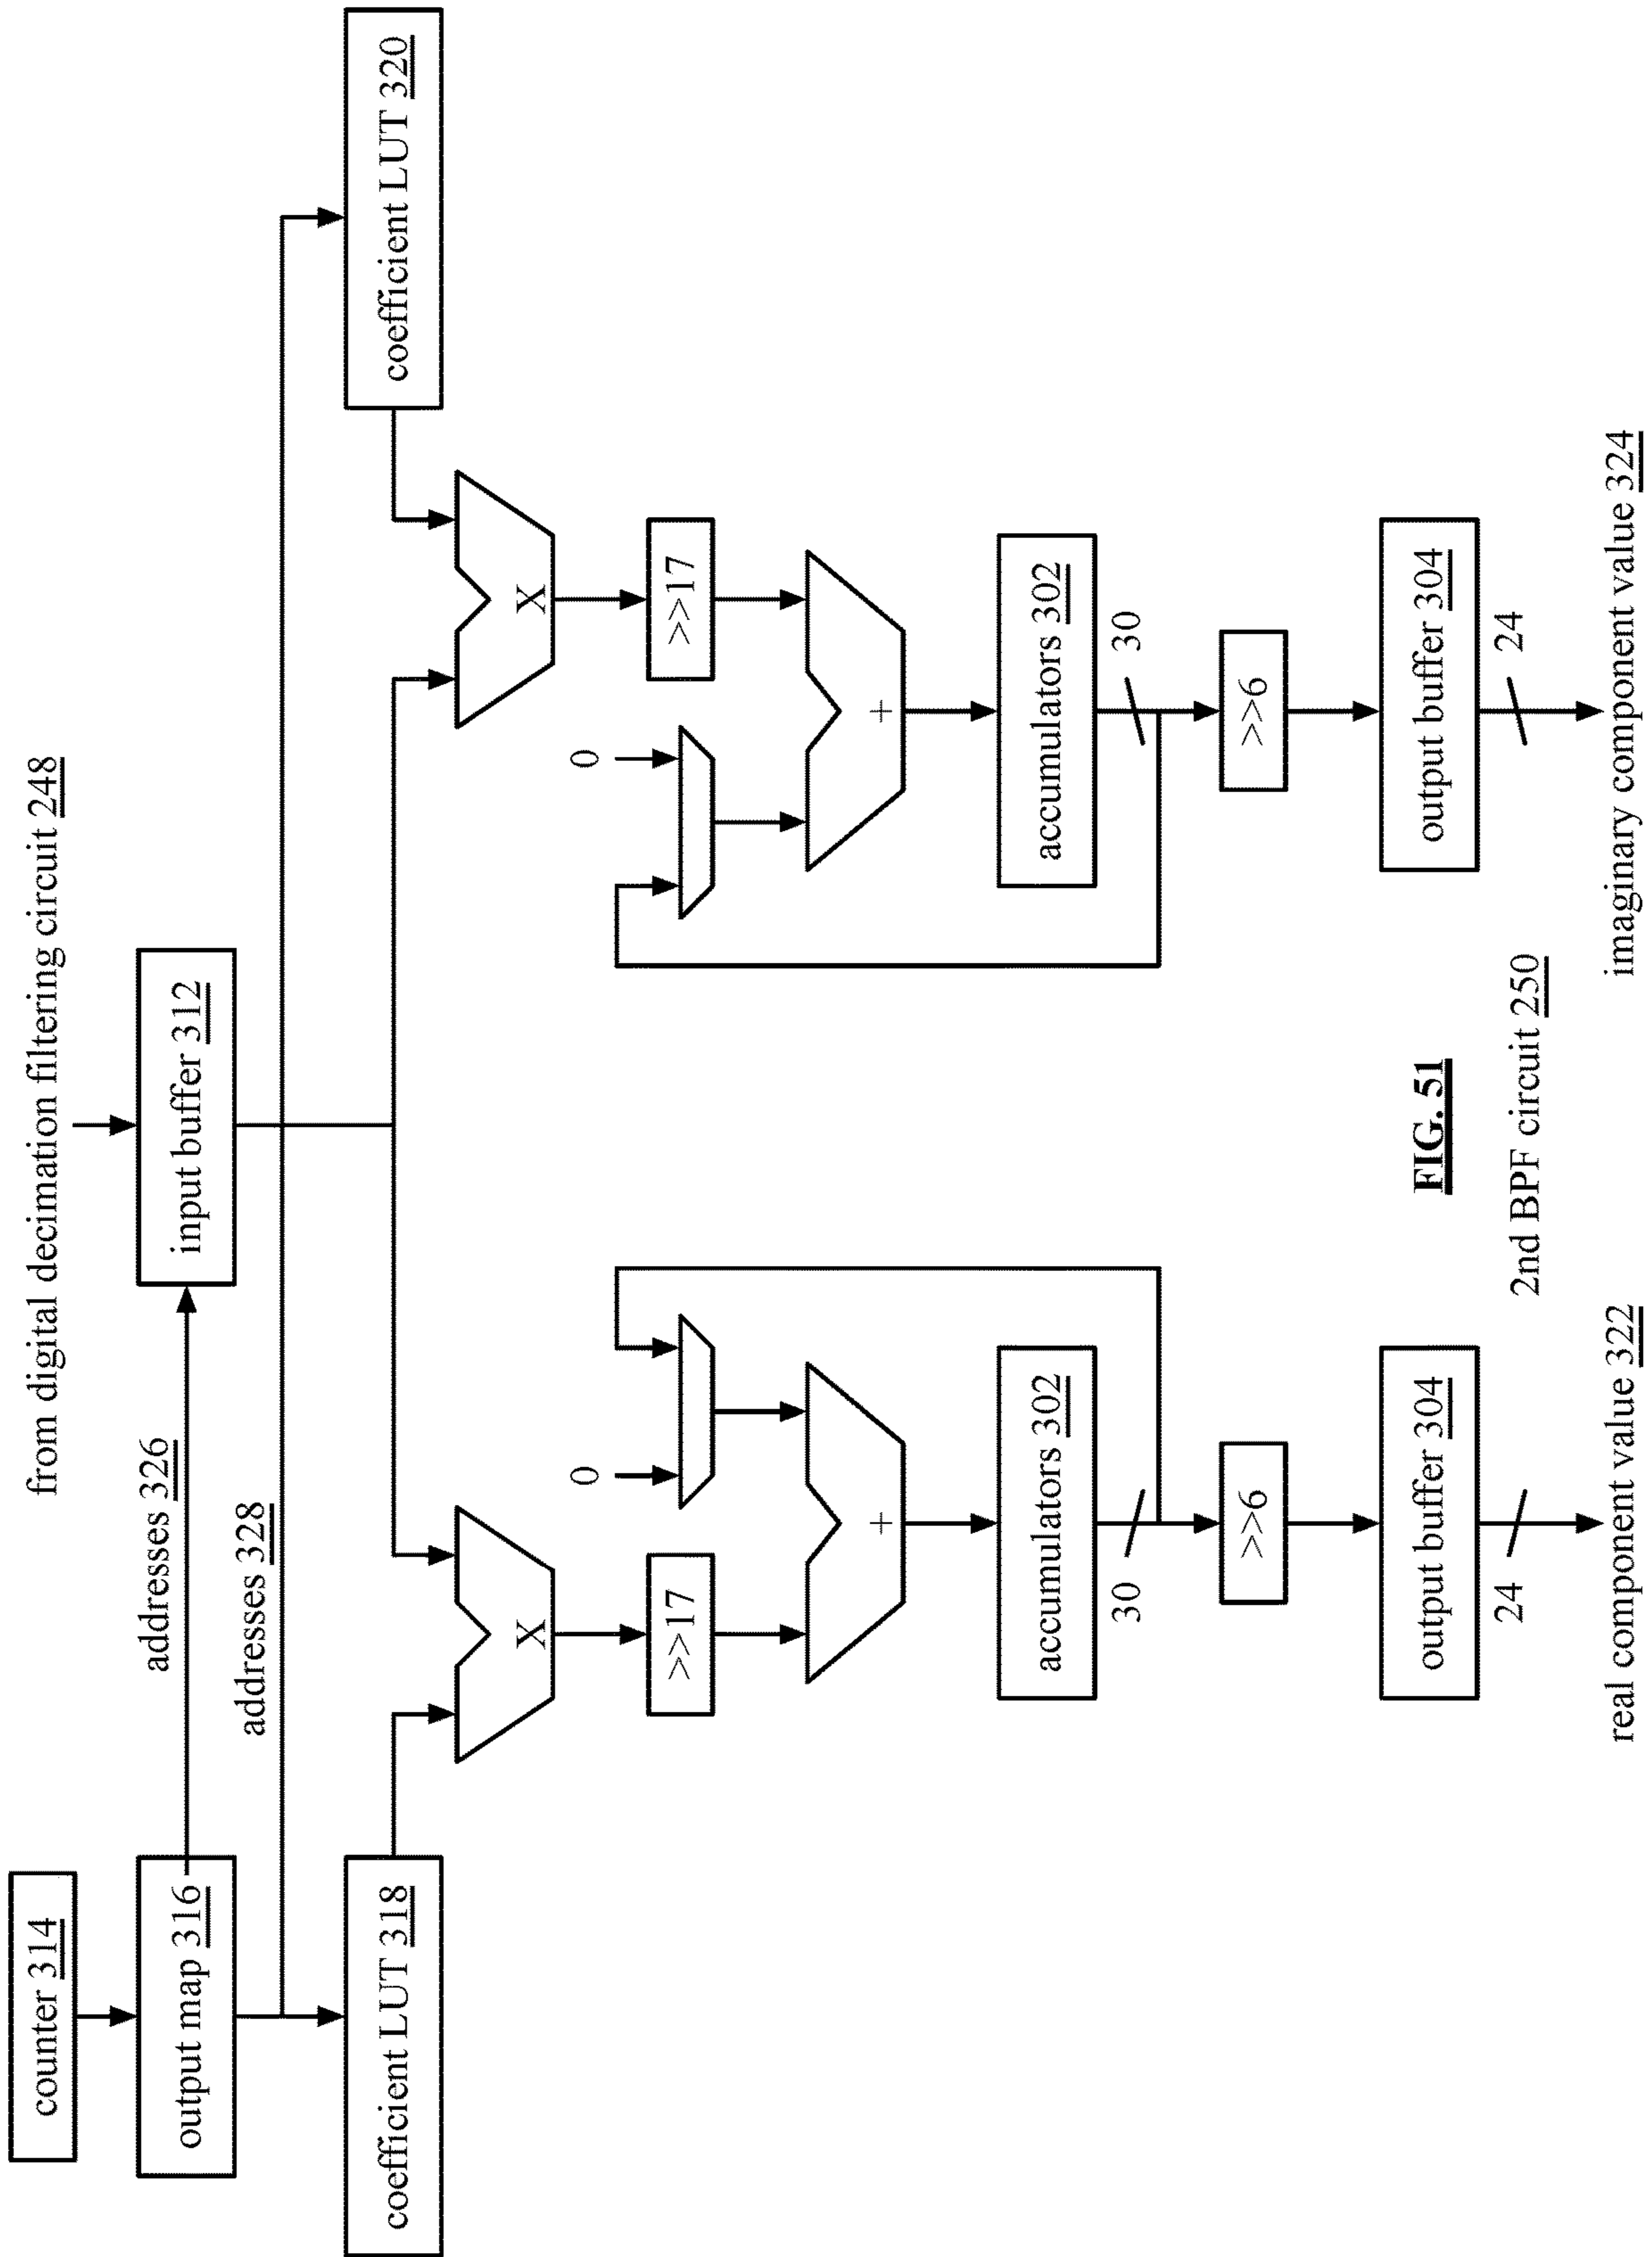 from digital decimation filtering circuit 248
counter 314
output map 316
addresses 326
input buffer 312
addresses 328
coefficient LUT 318
coefficient LUT 320
X
X
>>17
0
0
>>17
+
+
accumulators 302
accumulators 302
30
30
>>6
>>6
output buffer 304
output buffer 304
24
24
real component value 322
imaginary component value 324
FIG. 51
2nd BPF circuit 250